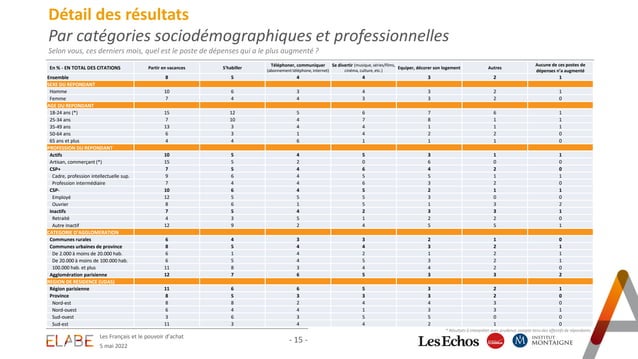 Détail des résultats
Par catégories sociodémographiques et professionnelles
Selon vous, ces derniers mois, quel est le poste de dépenses qui a le plus augmenté ?
En % - EN TOTAL DES CITATIONS Partir en vacances S'habiller Téléphoner, communiquer (abonnement téléphone, internet) Se divertir (musique, séries/films, cinéma, culture, etc.) Equiper, décorer son logement Autres Aucune de ces postes de dépenses n'a augmenté
Ensemble 8 5 4 4 3 2 1
SEXE DU REPONDANT
Homme 10 6 3 4 3 2 1
Femme 7 4 4 3 3 2 0
AGE DU REPONDANT
18-24 ans (*) 15 12 5 6 7 6 1
25-34 ans 7 10 4 7 8 1 1
35-49 ans 13 3 4 4 1 1 1
50-64 ans 6 3 1 4 2 2 0
65 ans et plus 4 4 6 1 1 1 0
PROFESSION DU REPONDANT
Actifs 10 5 4 5 3 1 1
Artisan, commerçant (*) 15 5 2 0 6 0 0
CSP+ 7 5 4 6 4 2 0
Cadre, profession intellectuelle sup. 9 6 4 5 5 1 1
Profession intermédiaire 7 4 4 6 3 2 0
CSP- 10 6 4 5 2 1 1
Employé 12 5 5 5 3 0 0
Ouvrier 8 6 1 5 1 3 2
Inactifs 7 5 4 2 3 3 1
Retraité 4 3 5 1 2 2 0
Autre inactif 12 9 2 4 5 5 1
CATEGORIE D'AGGLOMERATION
Communes rurales 6 4 3 3 2 1 0
Communes urbaines de province 8 5 4 4 3 2 1
De 2.000 à moins de 20.000 hab. 6 1 4 2 1 2 1
De 20.000 à moins de 100.000 hab. 6 5 4 5 3 2 1
100.000 hab. et plus 11 8 3 4 4 2 0
Agglomération parisienne 12 7 6 5 3 3 2
REGION DE RESIDENCE (UDA5)
Région parisienne 11 6 6 5 3 2 1
Province 8 5 3 3 3 2 0
Nord-est 8 8 2 4 4 3 0
Nord-ouest 6 4 4 1 3 3 1
Sud-ouest 3 6 1 5 5 0 0
Sud-est 11 3 4 4 2 1 0
* Résultats à interpréter avec prudence compte tenu des effectifs de répondants
ELABE
Les Français et le pouvoir d'achat
5 mai 2022
- 15 -
Les Echos
INSTITUT
MONTAIGNE